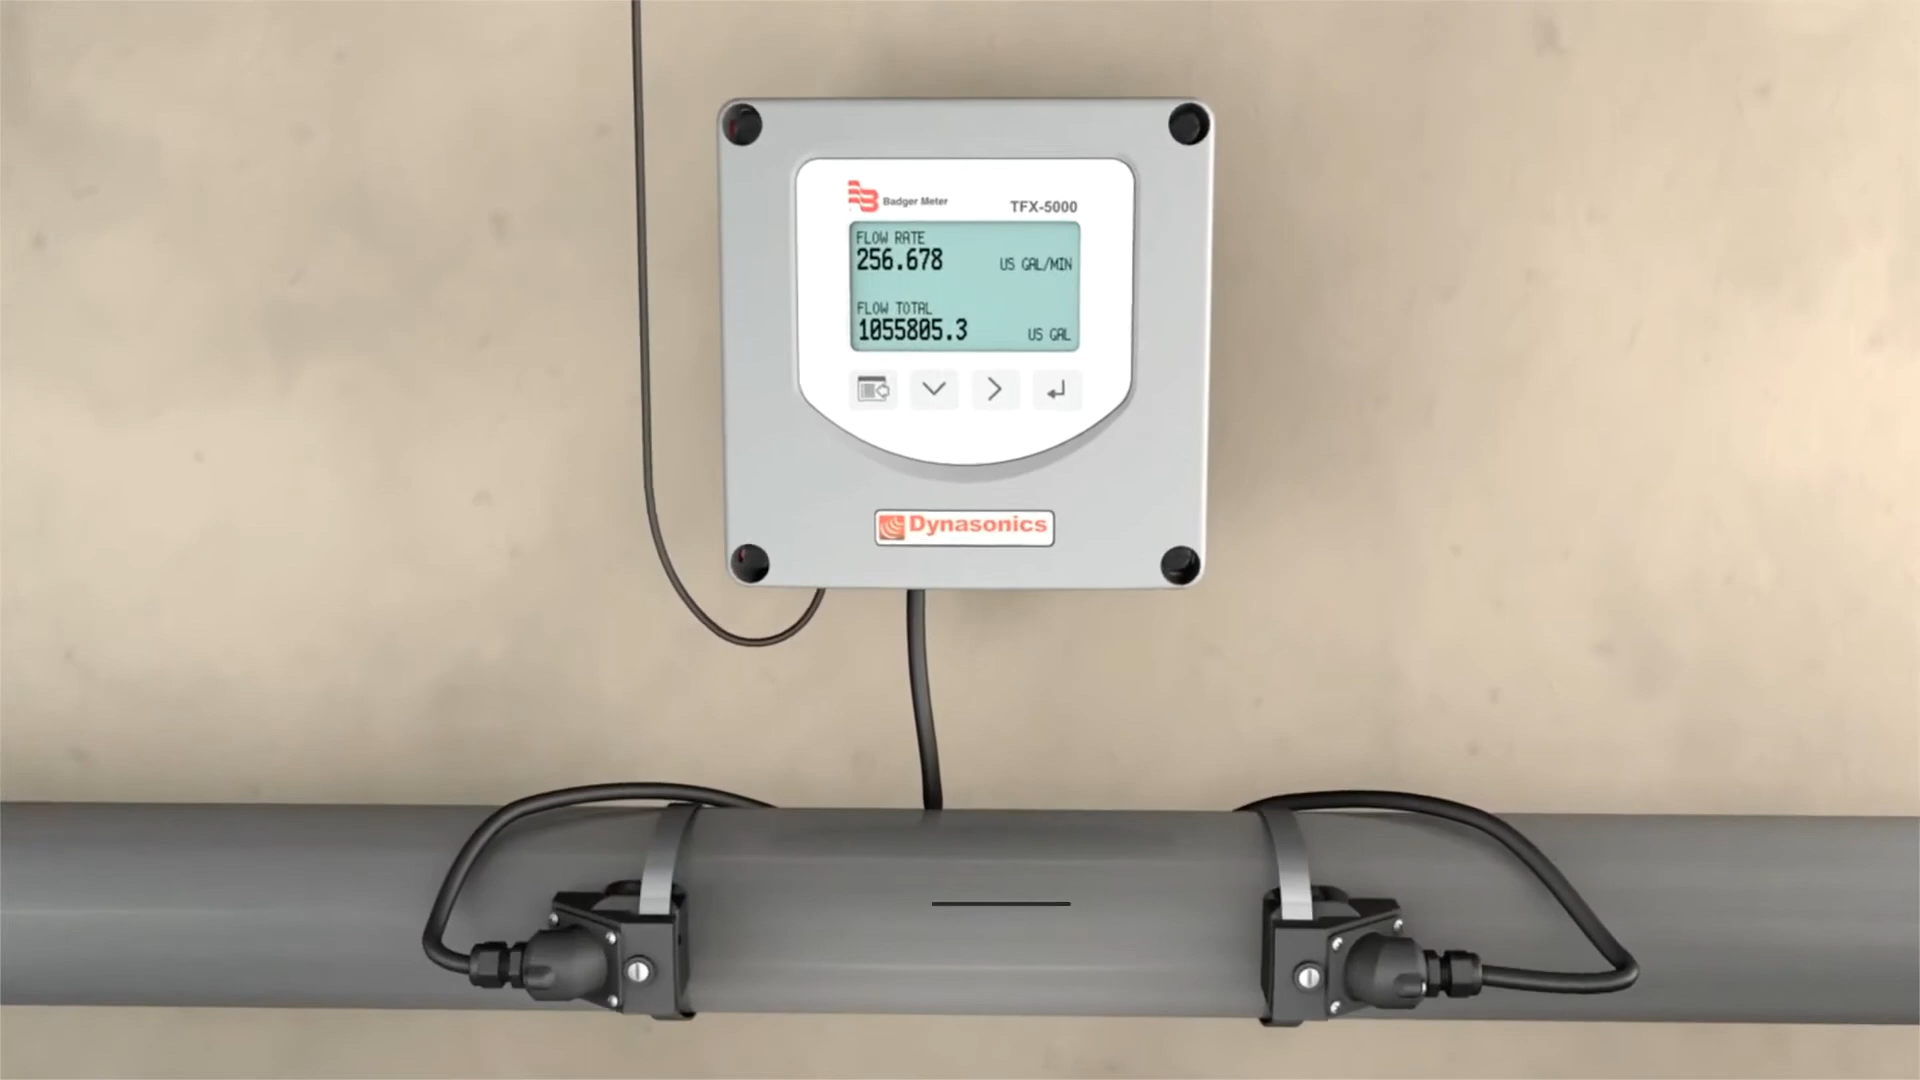 Badger Meter
TFX-5000
FLOW RATE
256.678 US GAL/MIN
FLOW TOTAL
1055805.3 US GAL
Dynasonics